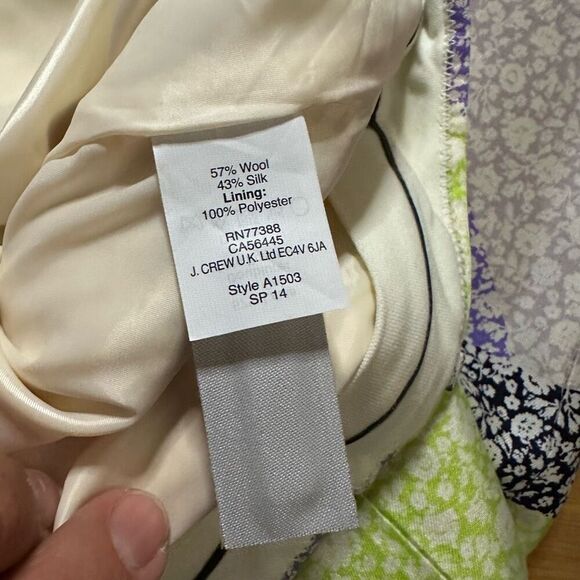 57% Wool
43% Silk
Lining:
100% Polyester
RN77388
CA56445
J. CREW U.K. Ltd EC4V 6JA
Style A1503
SP 14